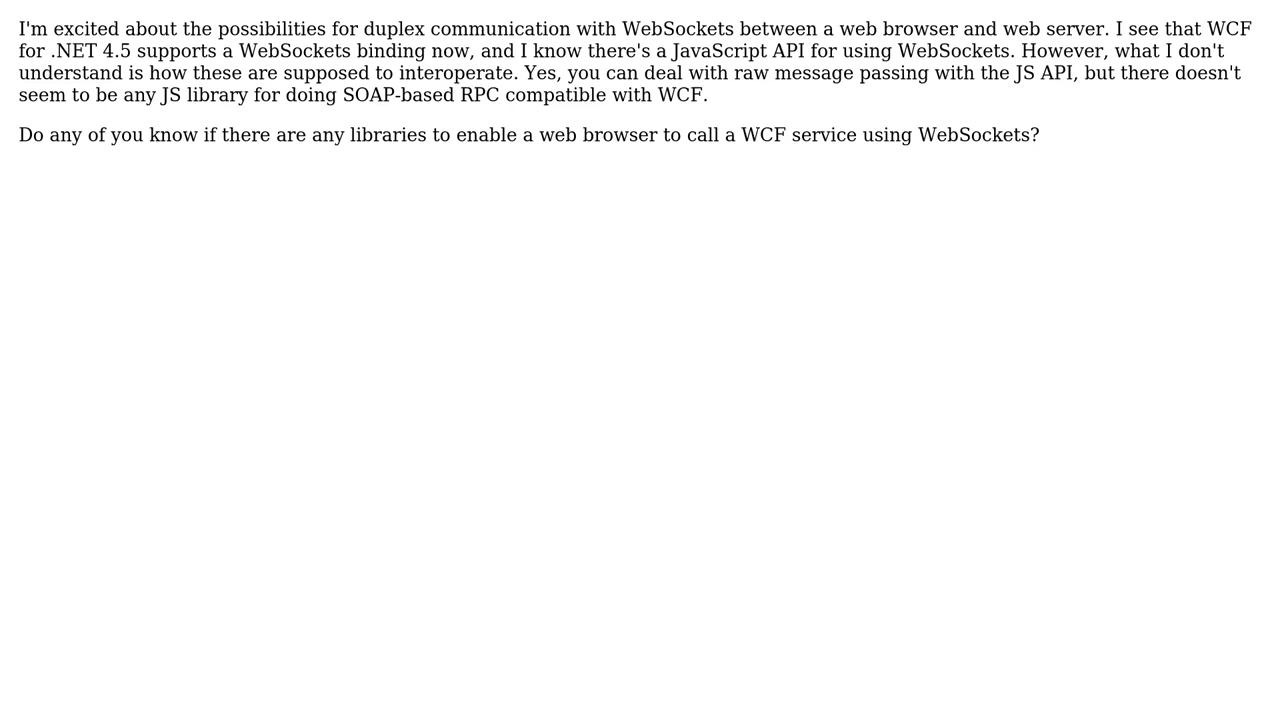 I'm excited about the possibilities for duplex communication with WebSockets between a web browser and web server. I see that WCF
for .NET 4.5 supports a WebSockets binding now, and I know there's a JavaScript API for using WebSockets. However, what I don't
understand is how these are supposed to interoperate. Yes, you can deal with raw message passing with the JS API, but there doesn't
seem to be any JS library for doing SOAP-based RPC compatible with WCF.
Do any of you know if there are any libraries to enable a web browser to call a WCF service using WebSockets?